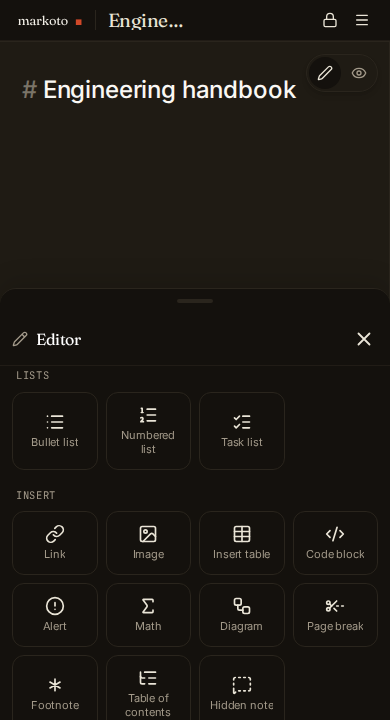 markoto
Engine...
# Engineering handbook
Editor
LISTS
Bullet list
Numbered
list
Task list
INSERT
Link
Image
Insert table
Code block
Alert
Math
Diagram
Page break
Footnote
Table of
contents
Hidden note